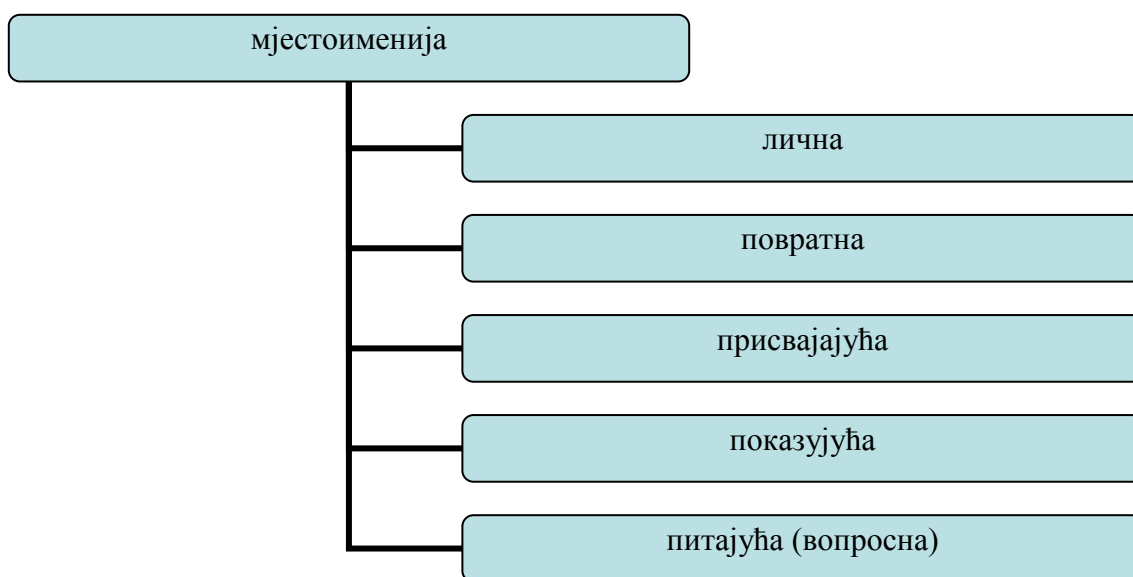 мјестоименија
лична
повратна
присвајајућа
показујућа
питајућа (вопросна)